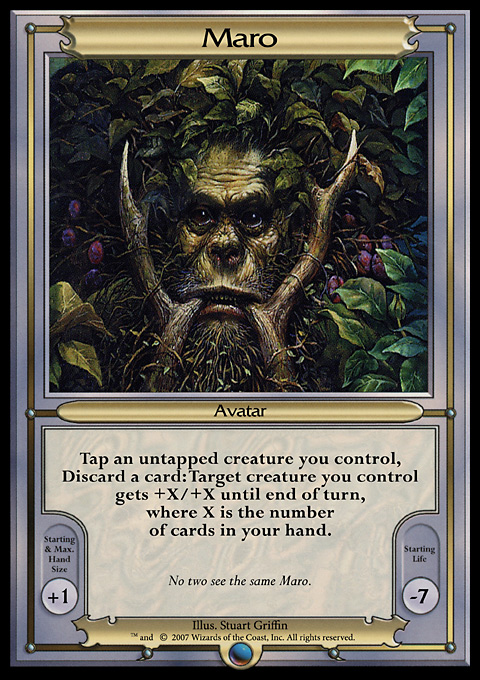 Maro
Avatar
Tap an untapped creature you control,
Discard a card:Target creature you control
gets +X/+X until end of turn,
where X is the number
of cards in your hand.
No two see the same Maro.
Starting
& Max.
Hand
Size
+1
Starting
Life
-7
Illus. Stuart Griffin
™ and © 2007 Wizards of the Coast, Inc. All rights reserved.